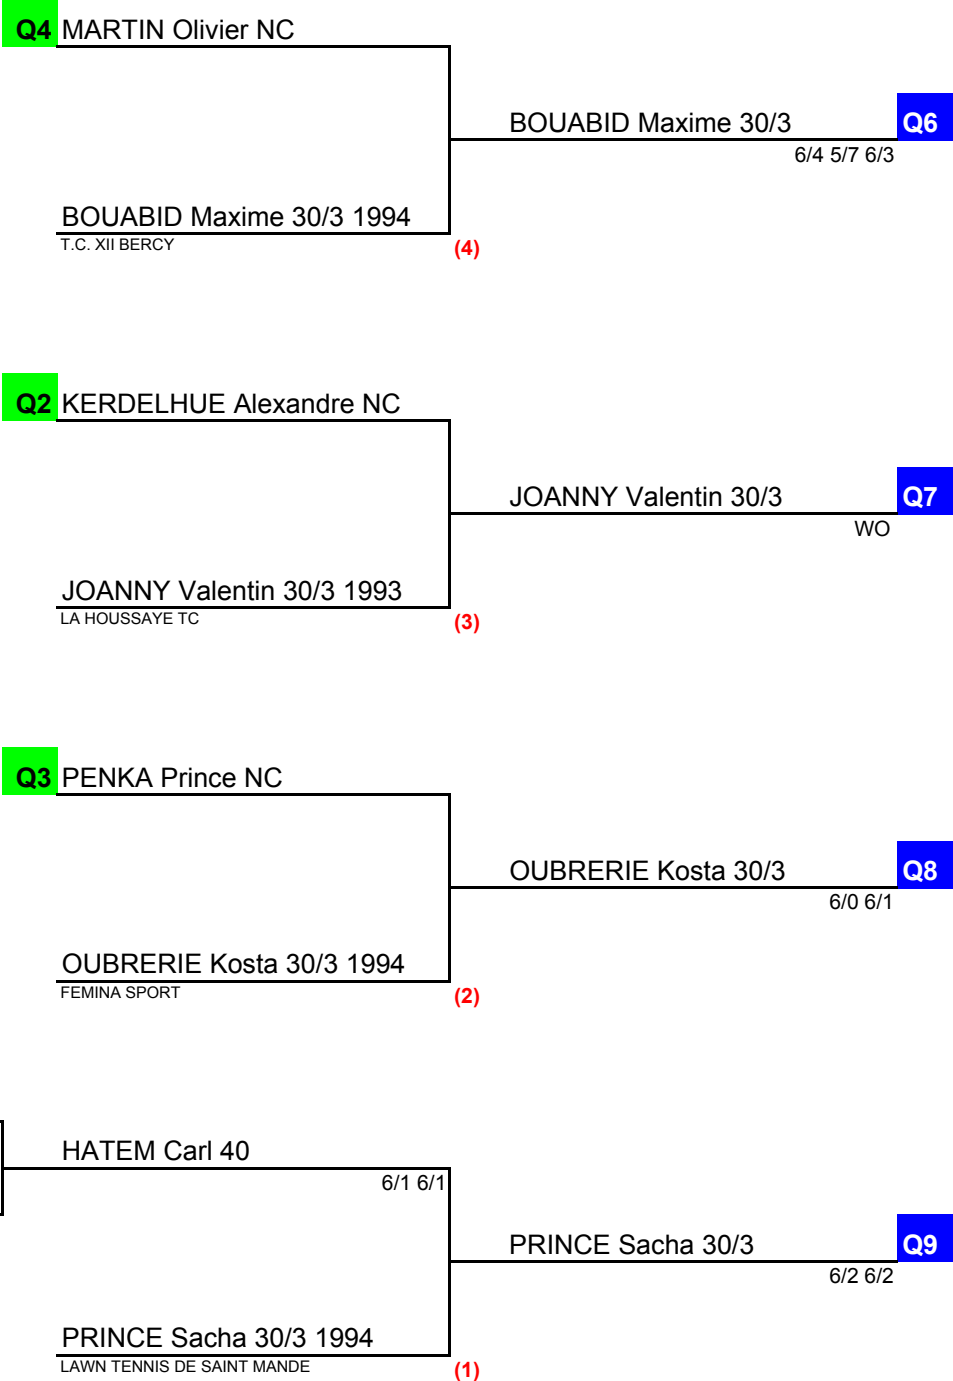 Q4 MARTIN Olivier NC
BOUABID Maxime 30/3 Q6
6/4 5/7 6/3
BOUABID Maxime 30/3 1994
T.C. XII BERCY (4)
Q2 KERDELHUE Alexandre NC
JOANNY Valentin 30/3 Q7
WO
JOANNY Valentin 30/3 1993
LA HOUSSAYE TC (3)
Q3 PENKA Prince NC
OUBRERIE Kosta 30/3 Q8
6/0 6/1
OUBRERIE Kosta 30/3 1994
FEMINA SPORT (2)
HATEM Carl 40
6/1 6/1
PRINCE Sacha 30/3 Q9
6/2 6/2
PRINCE Sacha 30/3 1994
LAWN TENNIS DE SAINT MANDE (1)